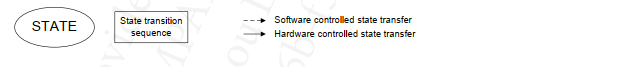 STATE
State transition
sequence
Software controlled state transfer
Hardware controlled state transfer